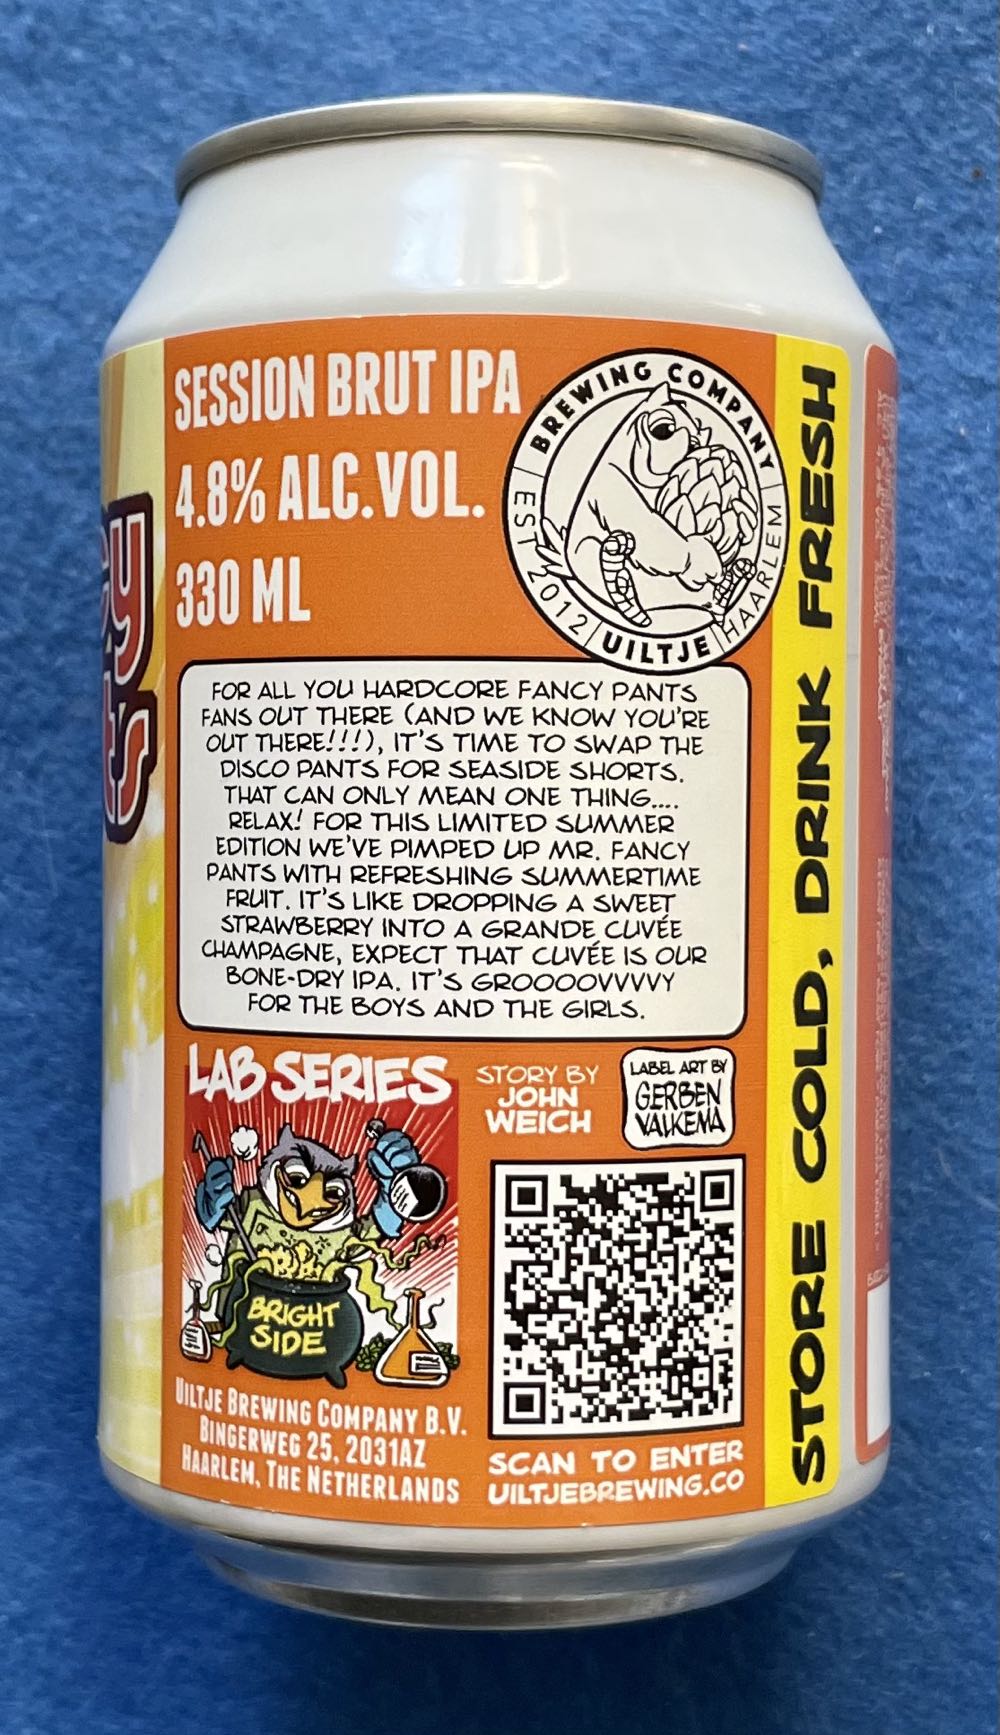 SESSION BRUT IPA
4.8% ALC.VOL.
330 ML
BREWING COMPANY
EST 2012
UILTJE
HAARLEM
FOR ALL YOU HARDCORE FANCY PANTS
FANS OUT THERE (AND WE KNOW YOU'RE
OUT THERE!!!), IT'S TIME TO SWAP THE
DISCO PANTS FOR SEASIDE SHORTS.
THAT CAN ONLY MEAN ONE THING....
RELAX! FOR THIS LIMITED SUMMER
EDITION WE'VE PIMPED UP MR. FANCY
PANTS WITH REFRESHING SUMMERTIME
FRUIT. IT'S LIKE DROPPING A SWEET
STRAWBERRY INTO A GRANDE CUVÉE
CHAMPAGNE, EXPECT THAT CUVÉE IS OUR
BONE-DRY IPA. IT'S GROOOOVVVVY
FOR THE BOYS AND THE GIRLS.
LAB SERIES
BRIGHT
SIDE
STORY BY
JOHN
WEICH
LABEL ART BY
GERBEN
VALKEMA
UILTJE BREWING COMPANY B.V.
BINGERWEG 25, 2031AZ
HAARLEM, THE NETHERLANDS
SCAN TO ENTER
UILTJEBREWING.CO
STORE COLD, DRINK FRESH